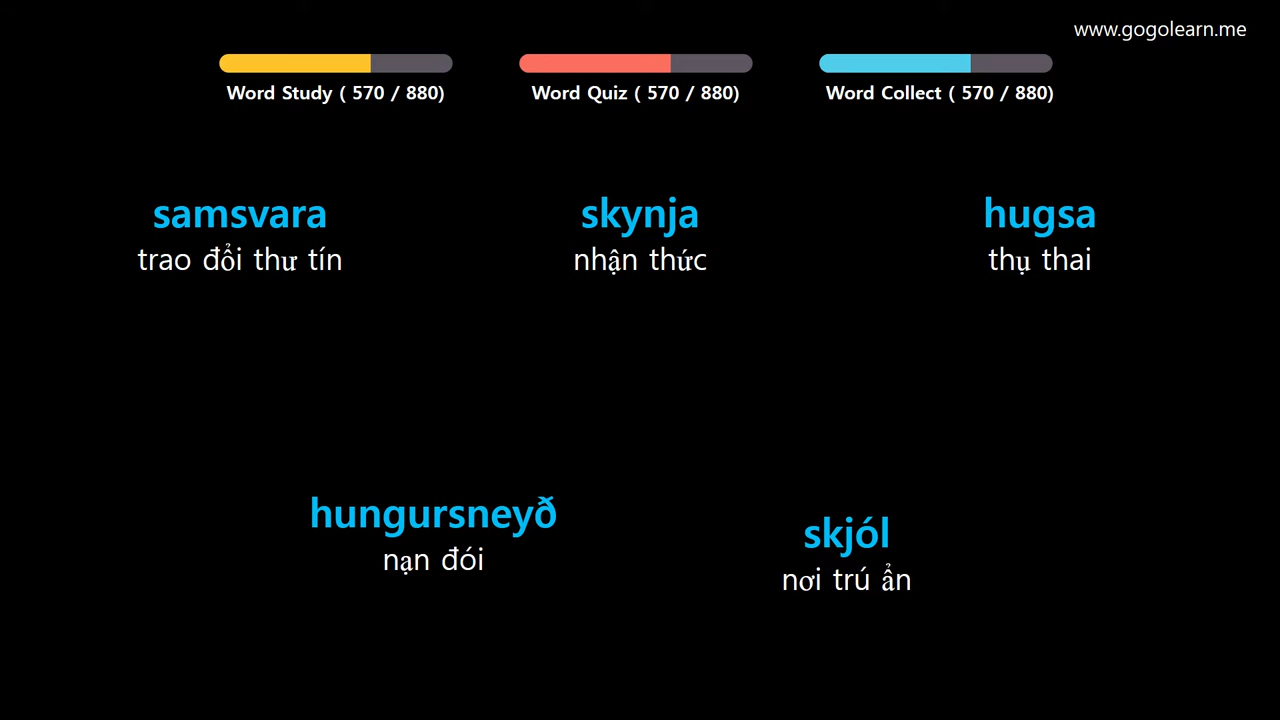 www.gogolearn.me
Word Study ( 570 / 880)
Word Quiz ( 570 / 880)
Word Collect ( 570 / 880)
samsvara
trao đổi thư tín
skynja
nhận thức
hugsa
thụ thai
hungursneyð
nạn đói
skjól
nơi trú ẩn